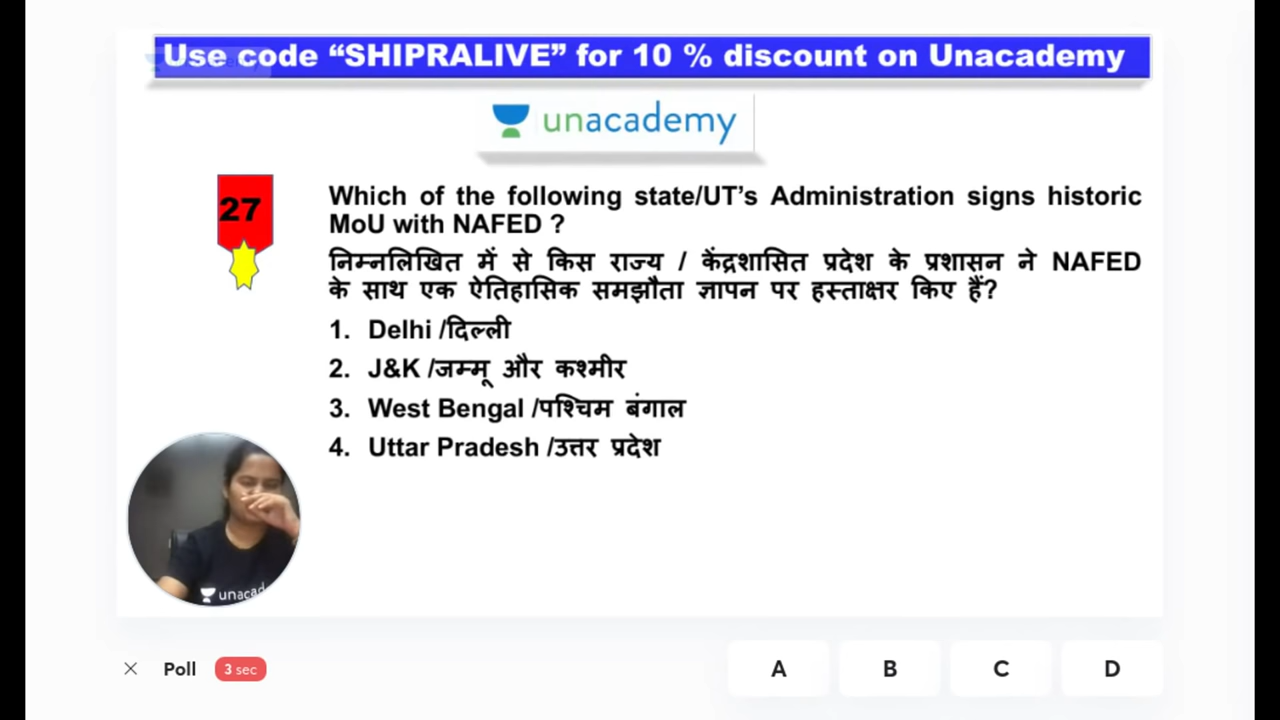 Use code “SHIPRALIVE” for 10 % discount on Unacademy
unacademy
27
Which of the following state/UT’s Administration signs historic
MoU with NAFED ?
निम्नलिखित में से किस राज्य / केंद्रशासित प्रदेश के प्रशासन ने NAFED
के साथ एक ऐतिहासिक समझौता ज्ञापन पर हस्ताक्षर किए हैं?
1. Delhi /दिल्ली
2. J&K /जम्मू और कश्मीर
3. West Bengal /पश्चिम बंगाल
4. Uttar Pradesh /उत्तर प्रदेश
unacad
Poll 3 sec A B C D